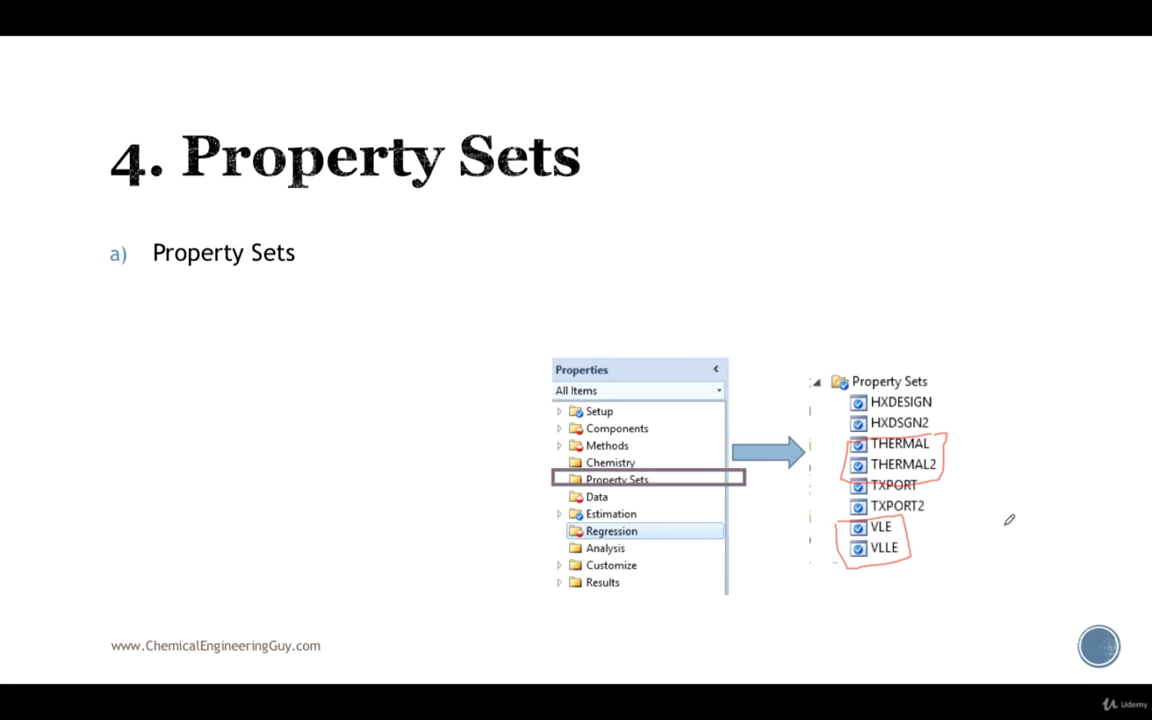 4. Property Sets
a) Property Sets
Properties
All Items
Setup
Components
Methods
Chemistry
Property Sets
Data
Estimation
Regression
Analysis
Customize
Results
Property Sets
HXDESIGN
HXDSGN2
THERMAL
THERMAL2
TXPORT
TXPORT2
VLE
VLLE
www.ChemicalEngineeringGuy.com
Udemy